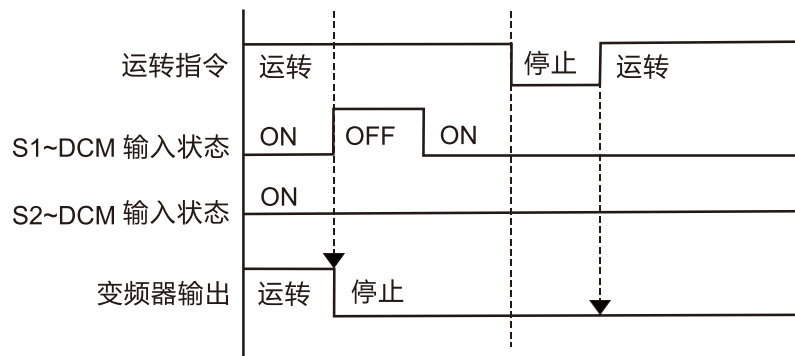 运转指令 运转 停止 运转
S1~DCM 输入状态 ON OFF ON
S2~DCM 输入状态 ON
变频器输出 运转 停止